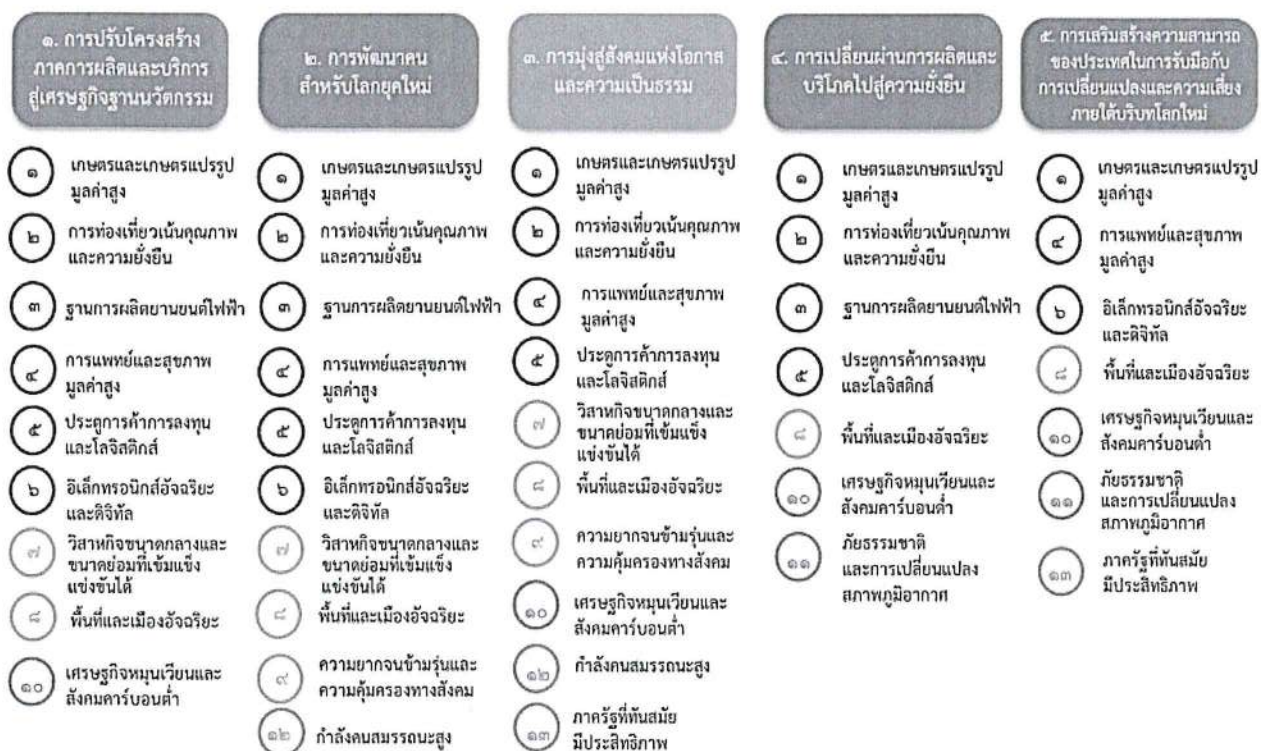 ๑. การปรับโครงสร้าง
ภาคการผลิตและบริการ
สู่เศรษฐกิจฐานนวัตกรรม
๑
เกษตรและเกษตรแปรรูป
มูลค่าสูง
๒
การท่องเที่ยวเน้นคุณภาพ
และความยั่งยืน
๓
ฐานการผลิตยานยนต์ไฟฟ้า
๔
การแพทย์และสุขภาพ
มูลค่าสูง
๕
ประตูการค้าการลงทุน
และโลจิสติกส์
๖
อิเล็กทรอนิกส์อัจฉริยะ
และดิจิทัล
๗
วิสาหกิจขนาดกลางและ
ขนาดย่อมที่เข้มแข็ง
แข่งขันได้
๘
พื้นที่และเมืองอัจฉริยะ
๑๐
เศรษฐกิจหมุนเวียนและ
สังคมคาร์บอนต่ำ
๒. การพัฒนาคน
สำหรับโลกยุคใหม่
๑
เกษตรและเกษตรแปรรูป
มูลค่าสูง
๒
การท่องเที่ยวเน้นคุณภาพ
และความยั่งยืน
๓
ฐานการผลิตยานยนต์ไฟฟ้า
๔
การแพทย์และสุขภาพ
มูลค่าสูง
๕
ประตูการค้าการลงทุน
และโลจิสติกส์
๖
อิเล็กทรอนิกส์อัจฉริยะ
และดิจิทัล
๗
วิสาหกิจขนาดกลางและ
ขนาดย่อมที่เข้มแข็ง
แข่งขันได้
๘
พื้นที่และเมืองอัจฉริยะ
๙
ความยากจนข้ามรุ่นและ
ความคุ้มครองทางสังคม
๑๒
กำลังคนสมรรถนะสูง
๓. การมุ่งสู่สังคมแห่งโอกาส
และความเป็นธรรม
๑
เกษตรและเกษตรแปรรูป
มูลค่าสูง
๒
การท่องเที่ยวเน้นคุณภาพ
และความยั่งยืน
๔
การแพทย์และสุขภาพ
มูลค่าสูง
๕
ประตูการค้าการลงทุน
และโลจิสติกส์
๗
วิสาหกิจขนาดกลางและ
ขนาดย่อมที่เข้มแข็ง
แข่งขันได้
๘
พื้นที่และเมืองอัจฉริยะ
๙
ความยากจนข้ามรุ่นและ
ความคุ้มครองทางสังคม
๑๐
เศรษฐกิจหมุนเวียนและ
สังคมคาร์บอนต่ำ
๑๒
กำลังคนสมรรถนะสูง
๑๓
ภาครัฐที่ทันสมัย
มีประสิทธิภาพ
๔. การเปลี่ยนผ่านการผลิตและ
บริโภคไปสู่ความยั่งยืน
๑
เกษตรและเกษตรแปรรูป
มูลค่าสูง
๒
การท่องเที่ยวเน้นคุณภาพ
และความยั่งยืน
๓
ฐานการผลิตยานยนต์ไฟฟ้า
๕
ประตูการค้าการลงทุน
และโลจิสติกส์
๘
พื้นที่และเมืองอัจฉริยะ
๑๐
เศรษฐกิจหมุนเวียนและ
สังคมคาร์บอนต่ำ
๑๑
ภัยธรรมชาติ
และการเปลี่ยนแปลง
สภาพภูมิอากาศ
๕. การเสริมสร้างความสามารถ
ของประเทศในการรับมือกับ
การเปลี่ยนแปลงและความเสี่ยง
ภายใต้บริบทโลกใหม่
๑
เกษตรและเกษตรแปรรูป
มูลค่าสูง
๔
การแพทย์และสุขภาพ
มูลค่าสูง
๖
อิเล็กทรอนิกส์อัจฉริยะ
และดิจิทัล
๘
พื้นที่และเมืองอัจฉริยะ
๑๐
เศรษฐกิจหมุนเวียนและ
สังคมคาร์บอนต่ำ
๑๑
ภัยธรรมชาติ
และการเปลี่ยนแปลง
สภาพภูมิอากาศ
๑๓
ภาครัฐที่ทันสมัย
มีประสิทธิภาพ